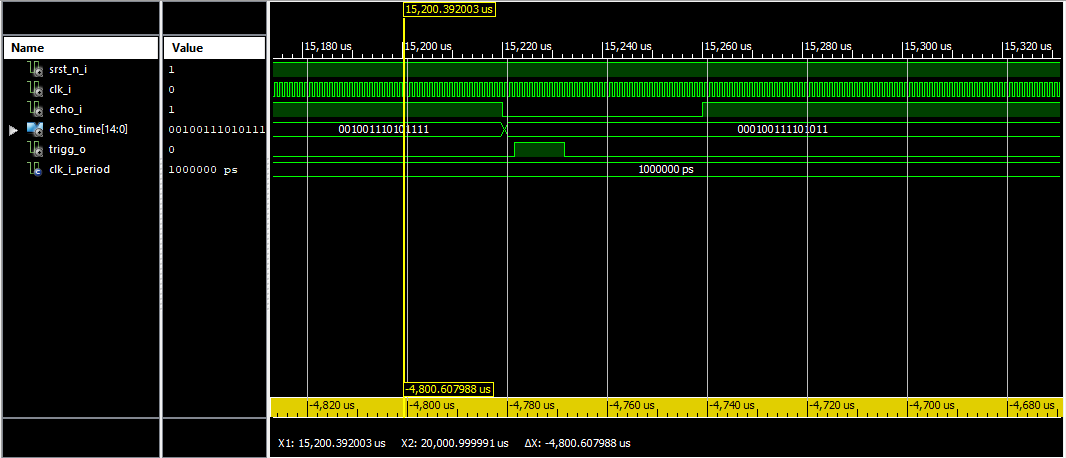 15,200.392003 us
Name Value 15,180 us 15,200 us 15,220 us 15,240 us 15,260 us 15,280 us 15,300 us 15,320 us
srst_n_i 1
clk_i 0
echo_i 1
echo_time[14:0] 00100111010111 001001110101111 000100111101011
trigg_o 0
clk_i_period 1000000 ps 1000000 ps
-4,800.607988 us
-4,820 us -4,800 us -4,780 us -4,760 us -4,740 us -4,720 us -4,700 us -4,680 us
X1: 15,200.392003 us X2: 20,000.999991 us ΔX: -4,800.607988 us